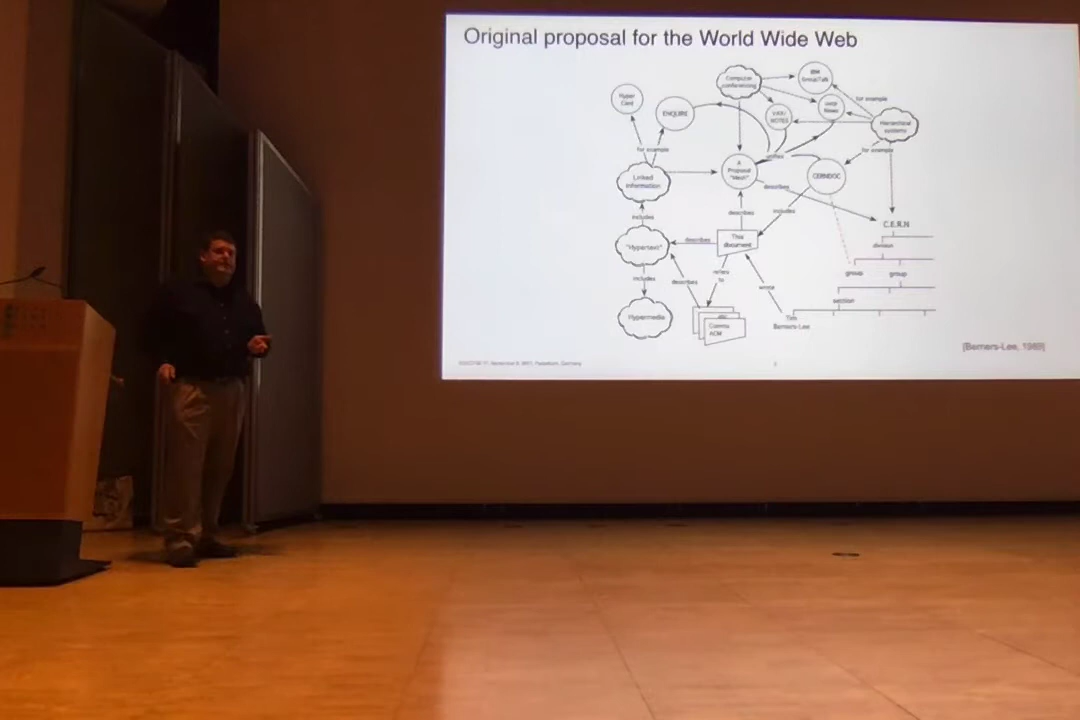 Original proposal for the World Wide Web
Computer
conferencing
IBM
GroupTalk
Hyper
Card
ENQUIRE
for example
VAX/
NOTES
uucp
News
Hierarchical
systems
for example
unifies
for example
A
Proposal
"Mesh"
CERNDOC
Linked
information
describes
includes
describes
includes
C.E.R.N
This
document
division
"Hypertext"
describes
refers
to
group
group
includes
describes
wrote
section
Hypermedia
etc
Comms
ACM
Tim
Berners-Lee
[Berners-Lee, 1989]